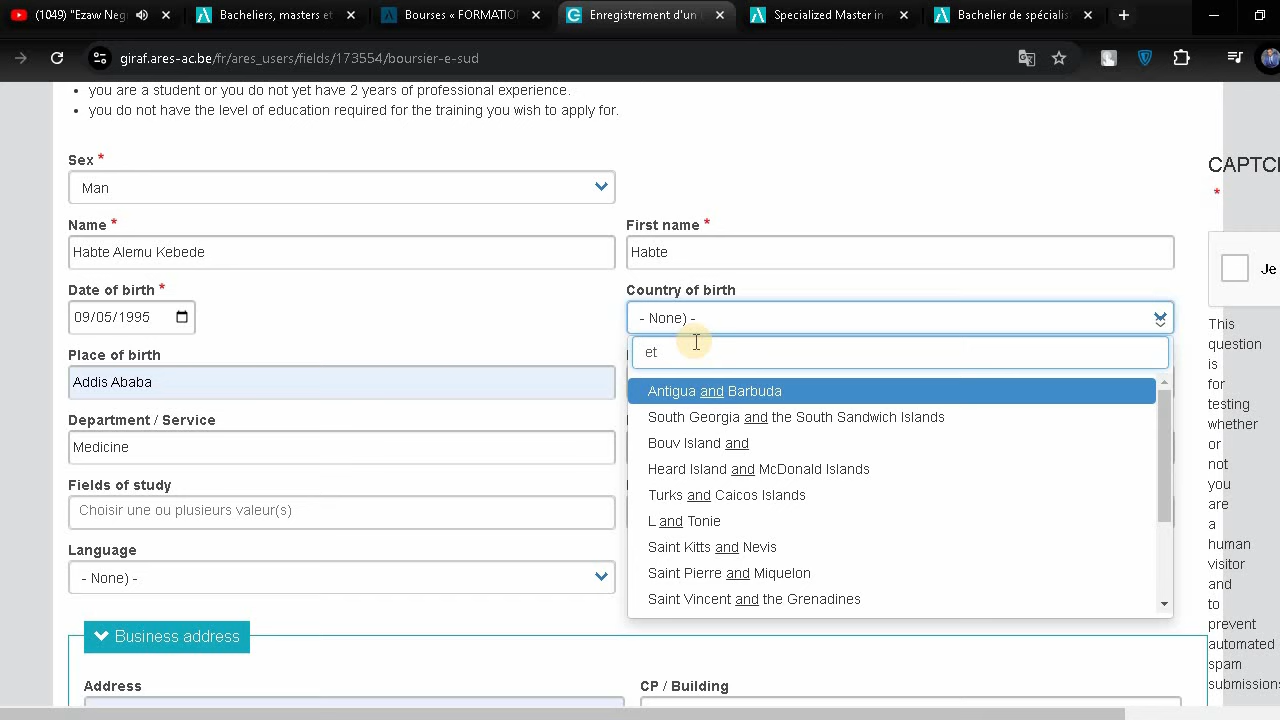 (1049) "Ezaw Neg
Bacheliers, masters et
Bourses « FORMATIO
Enregistrement d'un
Specialized Master in
Bachelier de spécialis
giraf.ares-ac.be/fr/ares_users/fields/173554/boursier-e-sud
you are a student or you do not yet have 2 years of professional experience.
you do not have the level of education required for the training you wish to apply for.
Sex *
Man
Name *
First name *
Habte Alemu Kebede
Habte
Date of birth *
Country of birth
09/05/1995
- None) -
Place of birth
et
Addis Ababa
Antigua and Barbuda
Department / Service
South Georgia and the South Sandwich Islands
Medicine
Bouv Island and
Heard Island and McDonald Islands
Fields of study
Turks and Caicos Islands
Choisir une ou plusieurs valeur(s)
L and Tonie
Language
Saint Kitts and Nevis
- None) -
Saint Pierre and Miquelon
Saint Vincent and the Grenadines
Business address
Address
CP / Building
CAPTC
*
Je
This
question
is
for
testing
whether
or
not
you
are
a
human
visitor
and
to
prevent
automated
spam
submissions